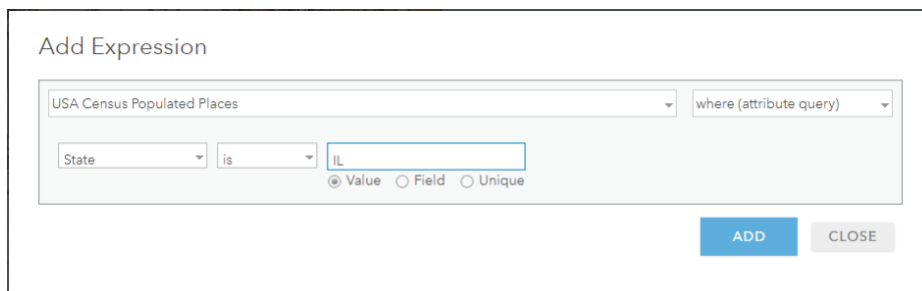 Add Expression
USA Census Populated Places where (attribute query)
State is IL
Value Field Unique
ADD CLOSE